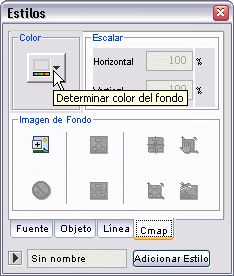 Estilos
Color
Escalar
Horizontal 100 %
Determinar color del fondo
Vertical 100 %
Imagen de Fondo
Fuente Objeto Línea Cmap
Sin nombre Adicionar Estilo